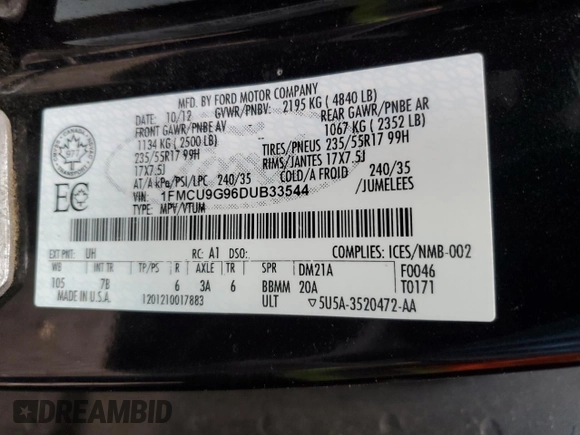 MFD. BY FORD MOTOR COMPANY
DATE: 10/12 GVWR/PNBV: 2195 KG ( 4840 LB)
FRONT GAWR/PNBE AV REAR GAWR/PNBE AR
1134 KG ( 2500 LB) 1067 KG ( 2352 LB)
235/55R17 99H TIRES/PNEUS 235/55R17 99H
17X7.5J RIMS/JANTES 17X7.5J
AT/A kPa/PSI/LPC 240/35 COLD/A FROID 240/35
VIN: 1FMCU9G96DUB33544 /JUMELEES
TYPE: MPV/VTUM
EC
EXT PNT: UH RC: A1 DSO: COMPLIES: ICES/NMB-002
WB INT TR TP/PS R AXLE TR SPR DM21A F0046
105 7B 6 3A 6 BBMM 20A T0171
MADE IN U.S.A. 1201210017883 ULT ▽5U5A-3520472-AA
DREAMBID